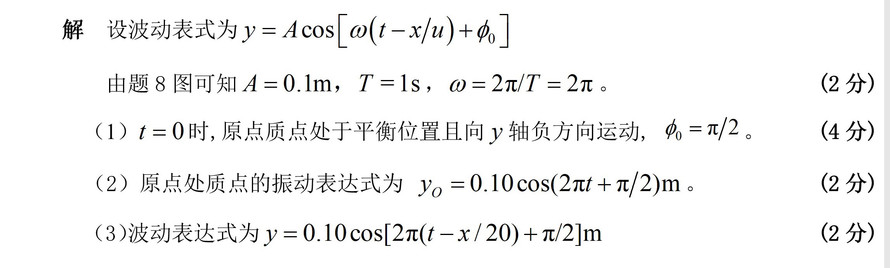 解 设波动表式为 y = A cos[ω(t − x/u) + ϕ₀]
由题 8 图可知 A = 0.1m， T = 1s ， ω = 2π/T = 2π 。 (2 分)
（1）t = 0时, 原点质点处于平衡位置且向 y 轴负方向运动, ϕ₀ = π/2 。 (4 分)
（2）原点处质点的振动表达式为 y_O = 0.10 cos(2πt + π/2)m 。 (2 分)
（3)波动表达式为 y = 0.10 cos[2π(t − x / 20) + π/2]m (2 分)